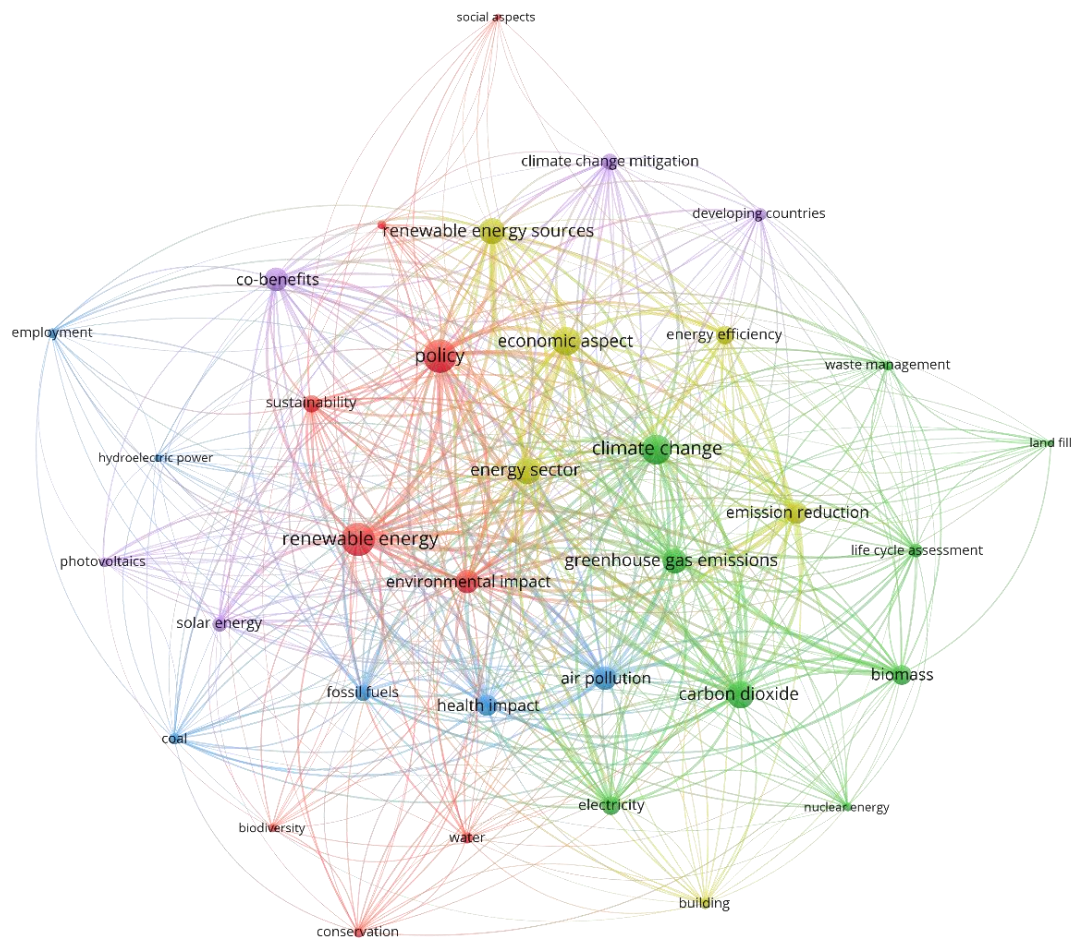 social aspects
climate change mitigation
developing countries
renewable energy sources
co-benefits
employment
energy efficiency
economic aspect
policy
waste management
sustainability
land fill
climate change
hydroelectric power
energy sector
emission reduction
renewable energy
life cycle assessment
photovoltaics
greenhouse gas emissions
environmental impact
solar energy
biomass
air pollution
fossil fuels
carbon dioxide
health impact
coal
electricity
nuclear energy
biodiversity
water
building
conservation